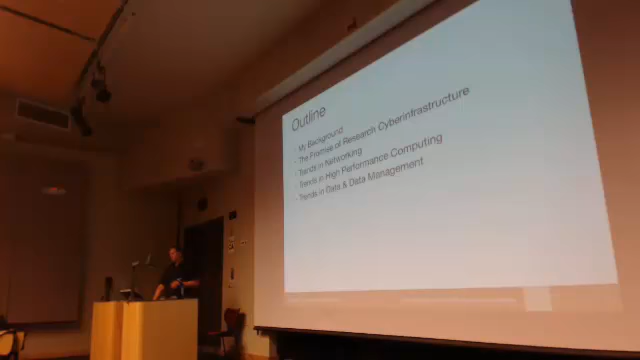 Outline
- My Background
- The Promise of Research Cyberinfrastructure
- Trends in Networking
- Trends in High Performance Computing
- Trends in Data & Data Management